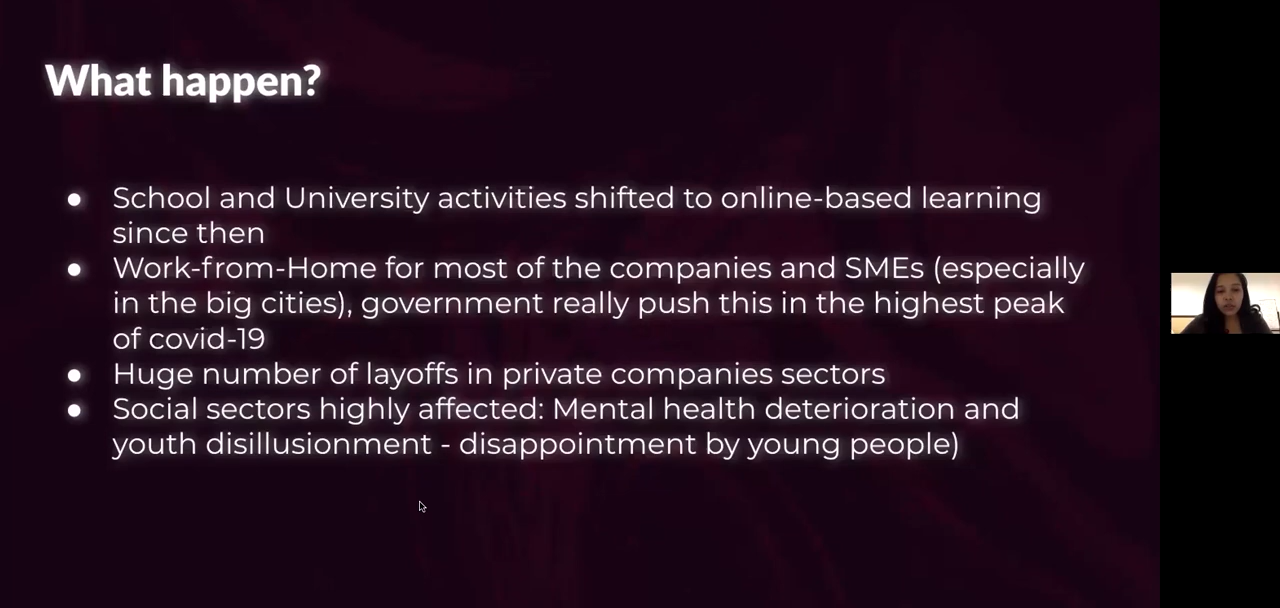 What happen?
● School and University activities shifted to online-based learning
since then
● Work-from-Home for most of the companies and SMEs (especially
in the big cities), government really push this in the highest peak
of covid-19
● Huge number of layoffs in private companies sectors
● Social sectors highly affected: Mental health deterioration and
youth disillusionment - disappointment by young people)